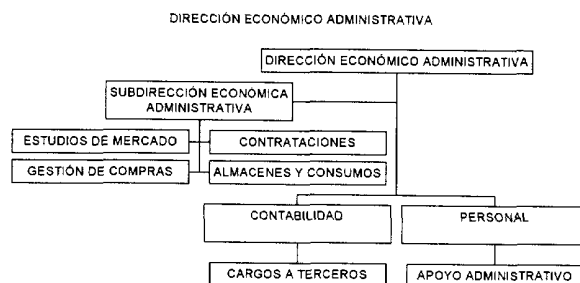 DIRECCIÓN ECONÓMICO ADMINISTRATIVA
DIRECCIÓN ECONÓMICO ADMINISTRATIVA
SUBDIRECCIÓN ECONÓMICA
ADMINISTRATIVA
ESTUDIOS DE MERCADO
CONTRATACIONES
GESTIÓN DE COMPRAS
ALMACENES Y CONSUMOS
CONTABILIDAD
PERSONAL
CARGOS A TERCEROS
APOYO ADMINISTRATIVO